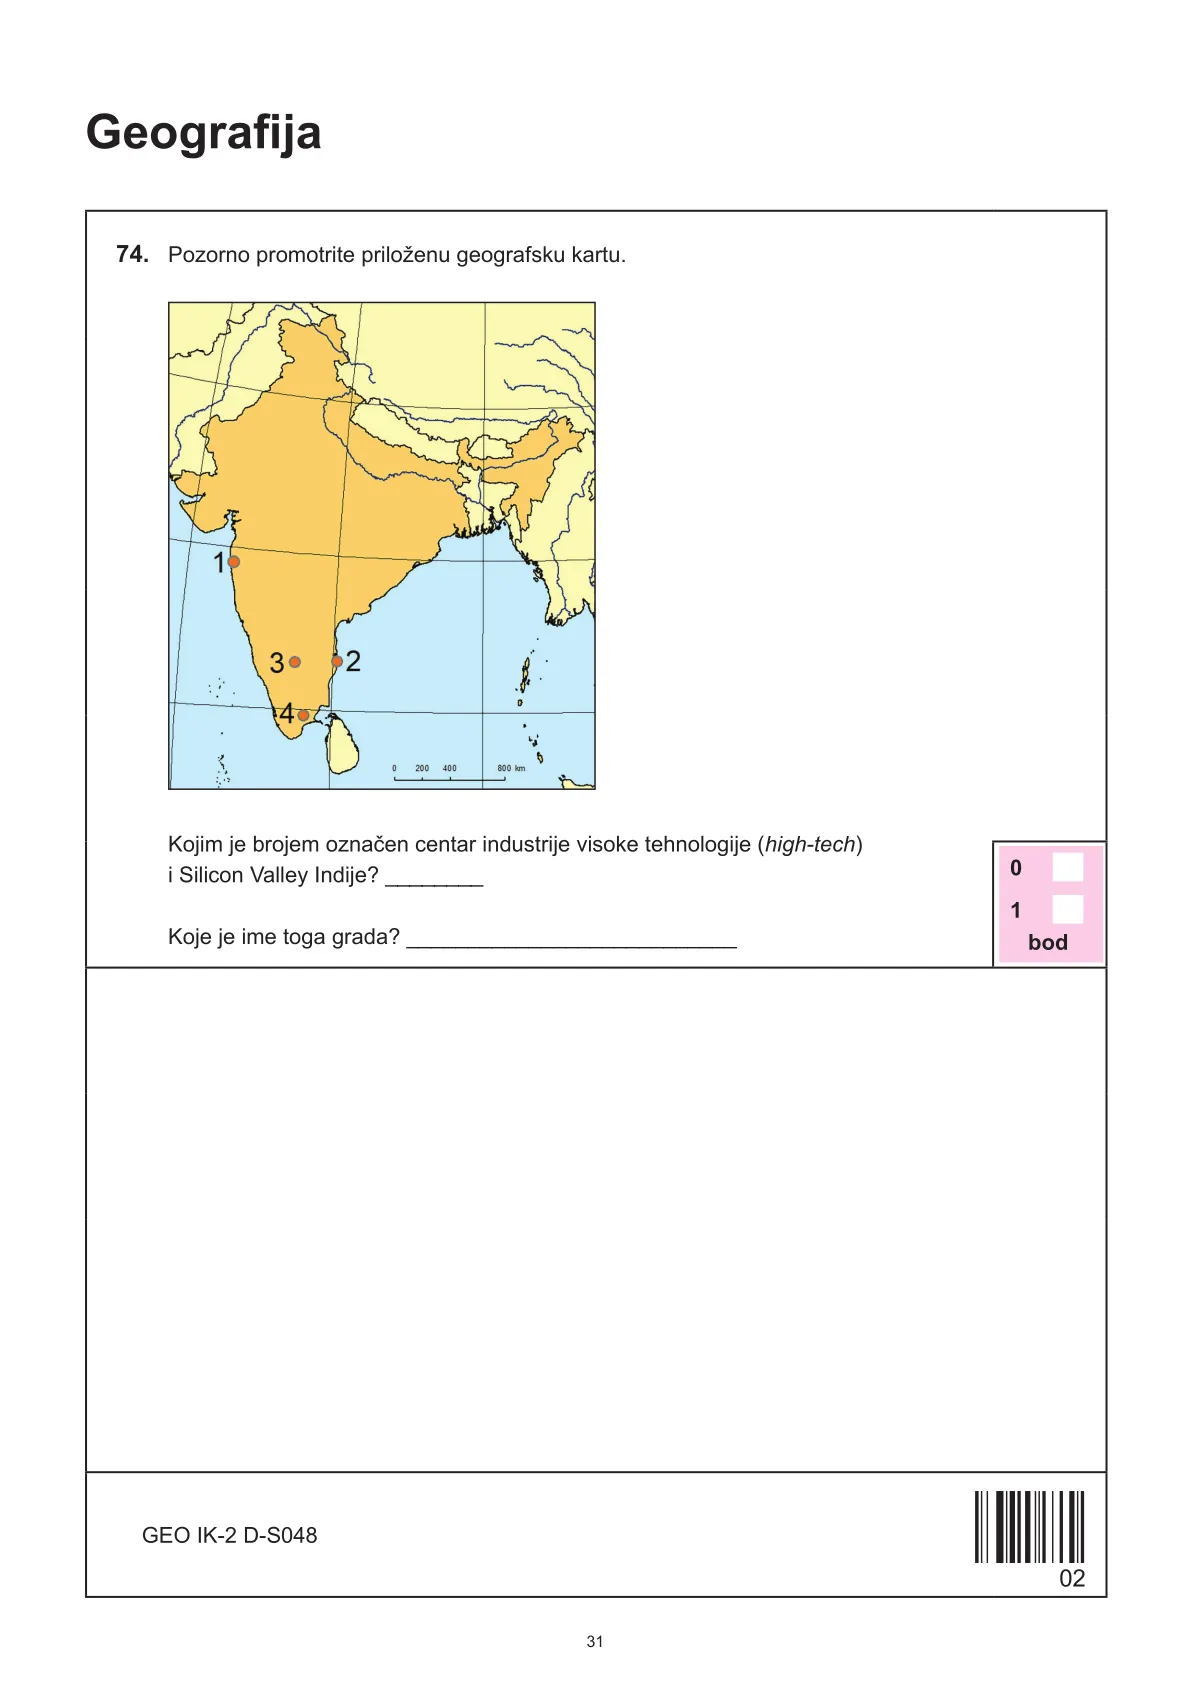 Geografija
74. Pozorno promotrite priloženu geografsku kartu.
1
3
2
4
0 200 400 800 km
Kojim je brojem označen centar industrije visoke tehnologije (high-tech)
i Silicon Valley Indije? ________
Koje je ime toga grada? ___________________________
0
1
bod
GEO IK-2 D-S048
02
31